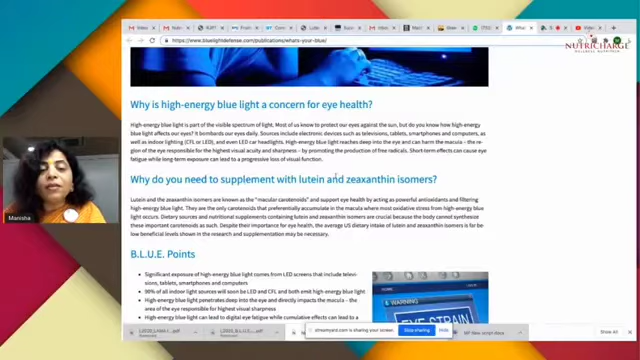 https://www.bluelightdefense.com/publications/whats-your-blue/
NUTRICHARGE
Why is high-energy blue light a concern for eye health?
High-energy blue light is part of the visible spectrum of light. Most of us know to protect our eyes against the sun, but do you know how high-energy
blue light affects our eyes? It bombards our eyes daily. Sources include electronic devices such as televisions, tablets, smartphones and computers, as
well as indoor lighting (CFL or LED), and even LED car headlights. High-energy blue light reaches deep into the eye and can harm the macula - the re-
gion of the eye responsible for the highest visual acuity and sharpness - by promoting the production of free radicals. Short-term effects can cause eye
fatigue while long-term exposure can lead to a progressive loss of visual function.
Why do you need to supplement with lutein and zeaxanthin isomers?
Lutein and the zeaxanthin isomers are known as the "macular carotenoids" and support eye health by acting as powerful antioxidants and filtering
high-energy blue light. They are the only carotenoids that preferentially accumulate in the macula where most oxidative stress from high-energy blue
light occurs. Dietary sources and nutritional supplements containing lutein and zeaxanthin isomers are crucial because the body cannot synthesize
these important carotenoids as such. Despite their importance for eye health, the average US dietary intake of lutein and zeaxanthin isomers is far be-
low beneficial levels shown in the research and supplementation may be necessary.
B.L.U.E. Points
Significant exposure of high-energy blue light comes from LED screens that include televi-
sions, tablets, smartphones and computers
90% of all indoor light sources will soon be LED and CFL and both emit high-energy blue light
High-energy blue light penetrates deep into the eye and directly impacts the macula - the
area of the eye responsible for highest visual sharpness
High-energy blue light can lead to digital eye fatigue while cumulative effects can lead to a
WARNING
EYE STRAIN
Manisha
streamyard.com is sharing your screen.
Stop sharing
Hide
NP New script.docx
Show All